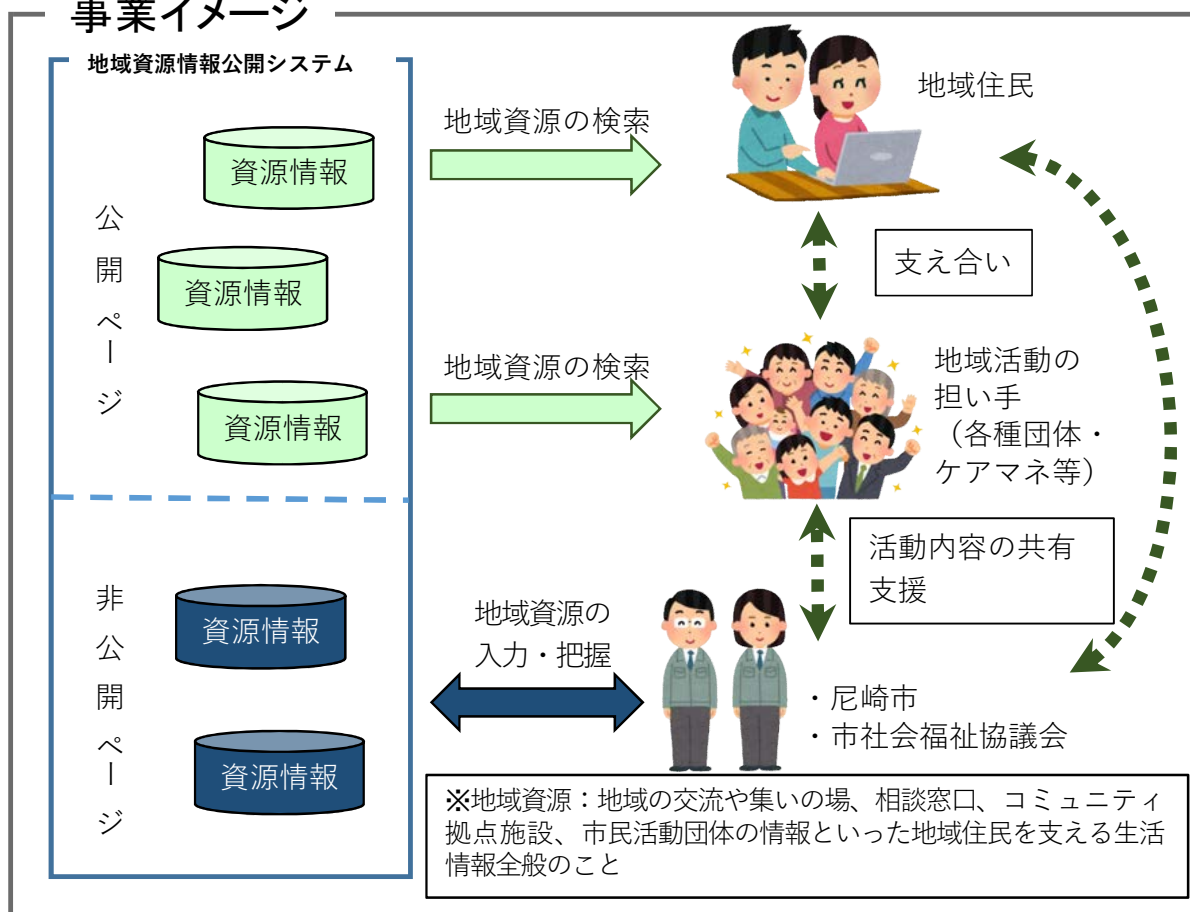 事業イメージ
地域資源情報公開システム
公開ページ
資源情報
資源情報
資源情報
非公開ページ
資源情報
資源情報
地域資源の検索
地域資源の検索
地域資源の
入力・把握
地域住民
支え合い
地域活動の
担い手
（各種団体・
ケアマネ等）
活動内容の共有
支援
・尼崎市
・市社会福祉協議会
※地域資源：地域の交流や集いの場、相談窓口、コミュニティ
拠点施設、市民活動団体の情報といった地域住民を支える生活
情報全般のこと